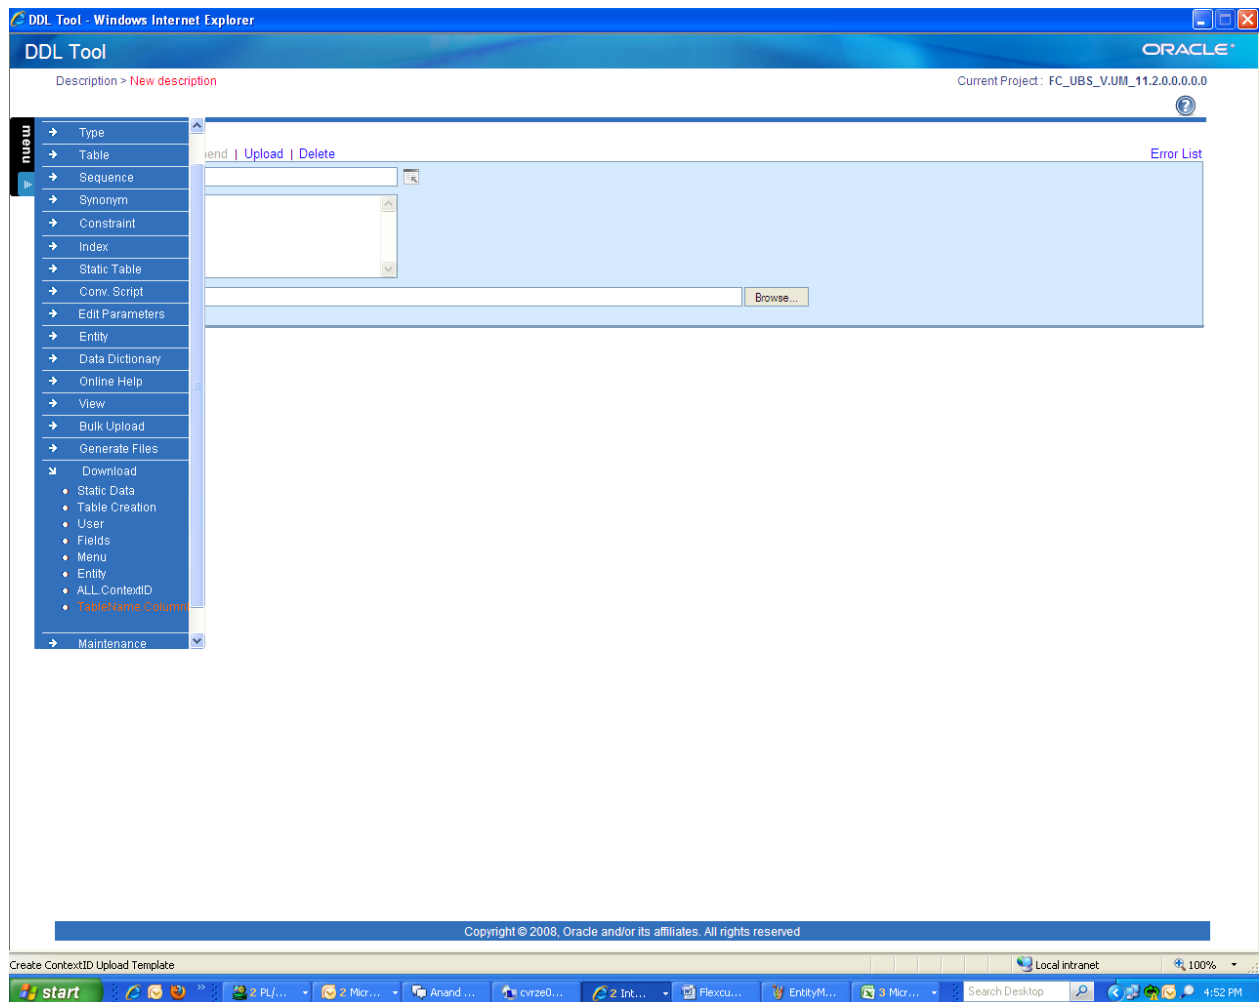 DDL Tool - Windows Internet Explorer
DDL Tool
ORACLE
Description > New description
Current Project : FC_UBS_V.UM_11.2.0.0.0.0.0
menu
end | Upload | Delete
Error List
Type
Table
Sequence
Synonym
Constraint
Index
Static Table
Conv. Script
Browse...
Edit Parameters
Entity
Data Dictionary
Online Help
View
Bulk Upload
Generate Files
Download
Static Data
Table Creation
User
Fields
Menu
Entity
ALL.ContextID
TableName.Column
Maintenance
Copyright © 2008, Oracle and/or its affiliates. All rights reserved
Create ContextID Upload Template
Local intranet
100%
start
2 PL/...
2 Micr...
Anand ...
cvrze0...
2 Int...
Flexcu...
EntityM...
3 Micr...
Search Desktop
4:52 PM